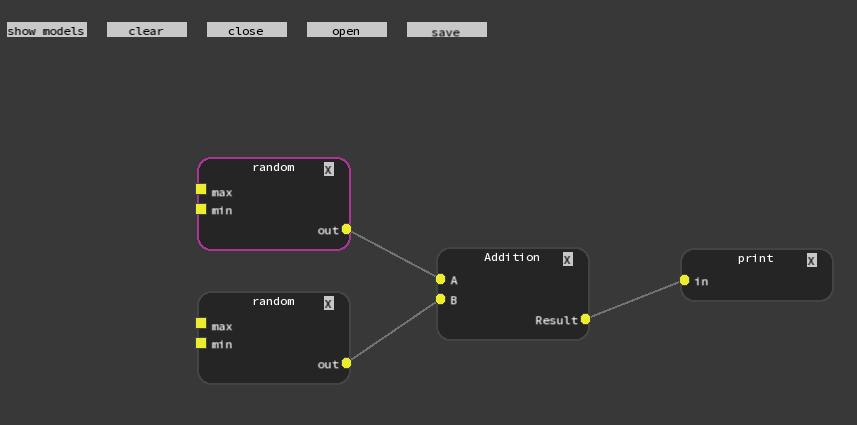 show models clear close open save
random X
max
min
out
Addition X
A
B
Result
print X
in
random X
max
min
out